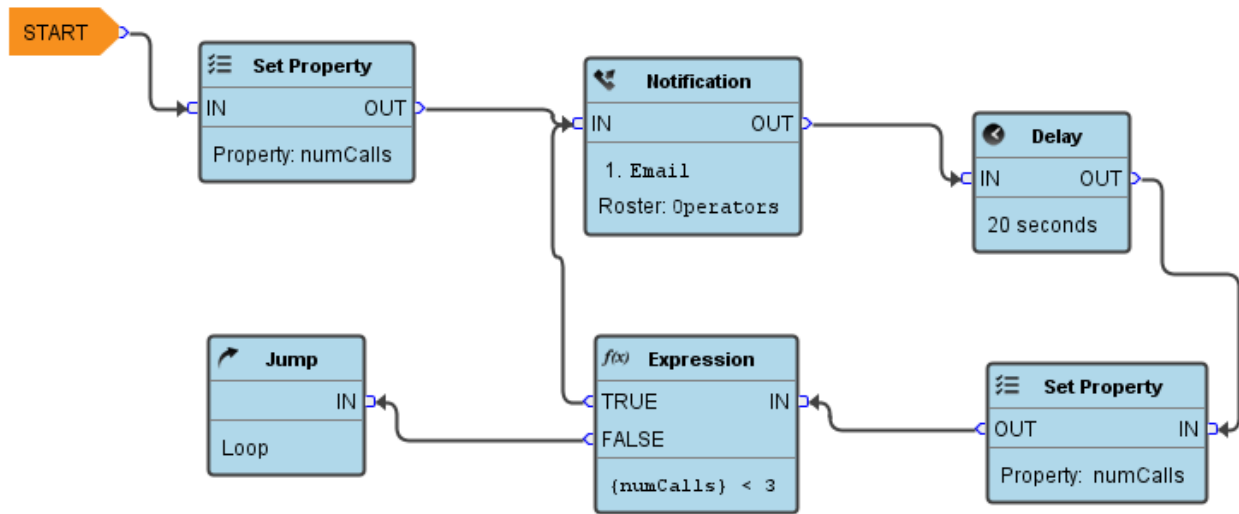 START
Set Property
IN OUT
Property: numCalls
Notification
IN OUT
1. Email
Roster: Operators
Delay
IN OUT
20 seconds
Jump
IN
Loop
f(x) Expression
TRUE IN
FALSE
{numCalls} < 3
Set Property
OUT IN
Property: numCalls